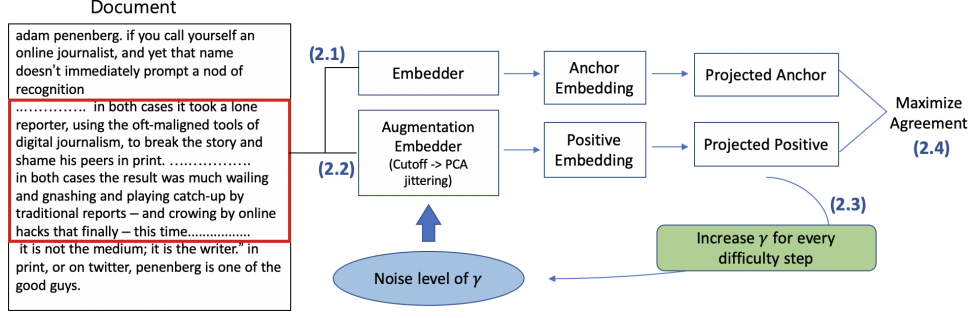 Document
adam penenberg. if you call yourself an
online journalist, and yet that name
doesn't immediately prompt a nod of
recognition
...…………. in both cases it took a lone
reporter, using the oft-maligned tools of
digital journalism, to break the story and
shame his peers in print. ……………….
in both cases the result was much wailing
and gnashing and playing catch-up by
traditional reports – and crowing by online
hacks that finally – this time..................
it is not the medium; it is the writer." in
print, or on twitter, penenberg is one of the
good guys.
(2.1)
Embedder
Anchor
Embedding
Projected Anchor
(2.2)
Augmentation
Embedder
(Cutoff -> PCA
jittering)
Positive
Embedding
Projected Positive
Maximize
Agreement
(2.4)
(2.3)
Increase γ for every
difficulty step
Noise level of γ